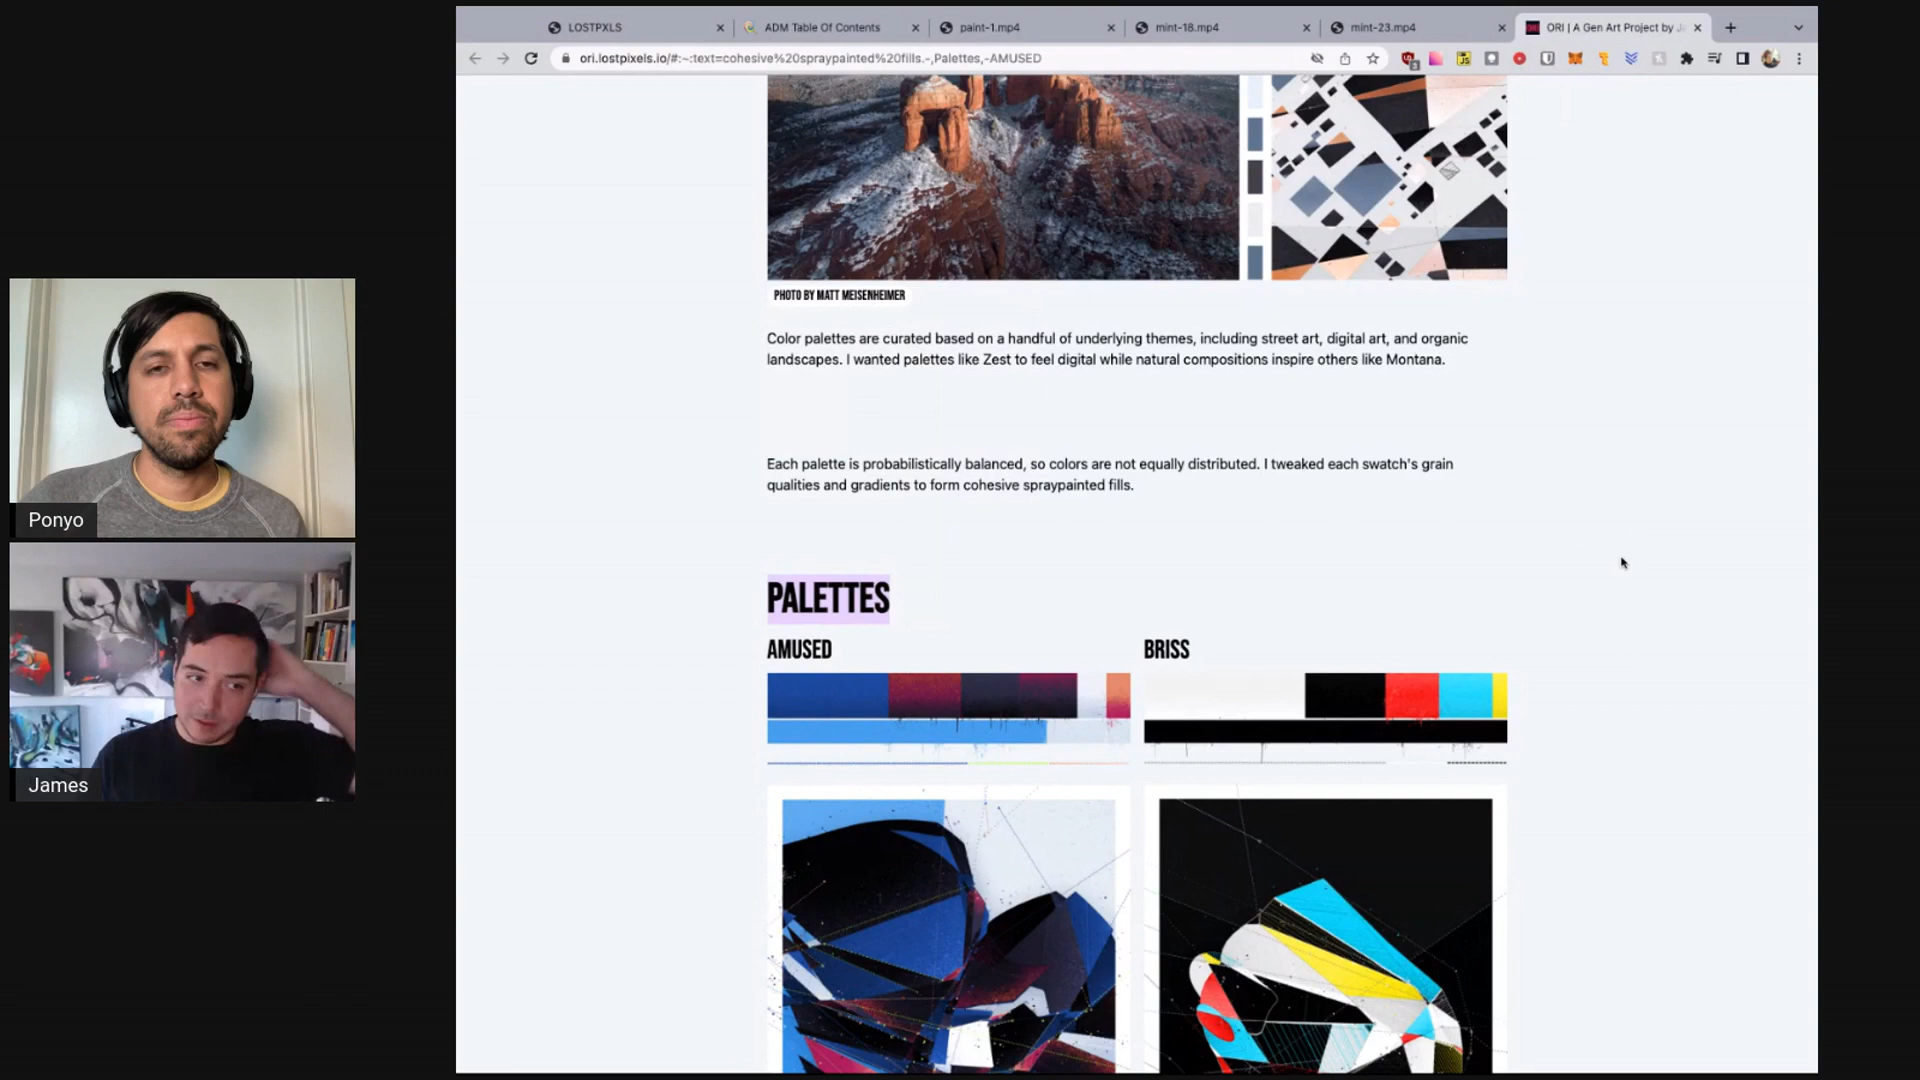 LOSTPXLS
ADM Table Of Contents
paint-1.mp4
mint-18.mp4
mint-23.mp4
ORI | A Gen Art Project by
ori.lostpixels.io/#:~:text=cohesive%20spraypainted%20fills.-,Palettes,-AMUSED
PHOTO BY MATT MEISENHEIMER
Color palettes are curated based on a handful of underlying themes, including street art, digital art, and organic
landscapes. I wanted palettes like Zest to feel digital while natural compositions inspire others like Montana.
Each palette is probabilistically balanced, so colors are not equally distributed. I tweaked each swatch's grain
qualities and gradients to form cohesive spraypainted fills.
PALETTES
AMUSED
BRISS
Ponyo
James